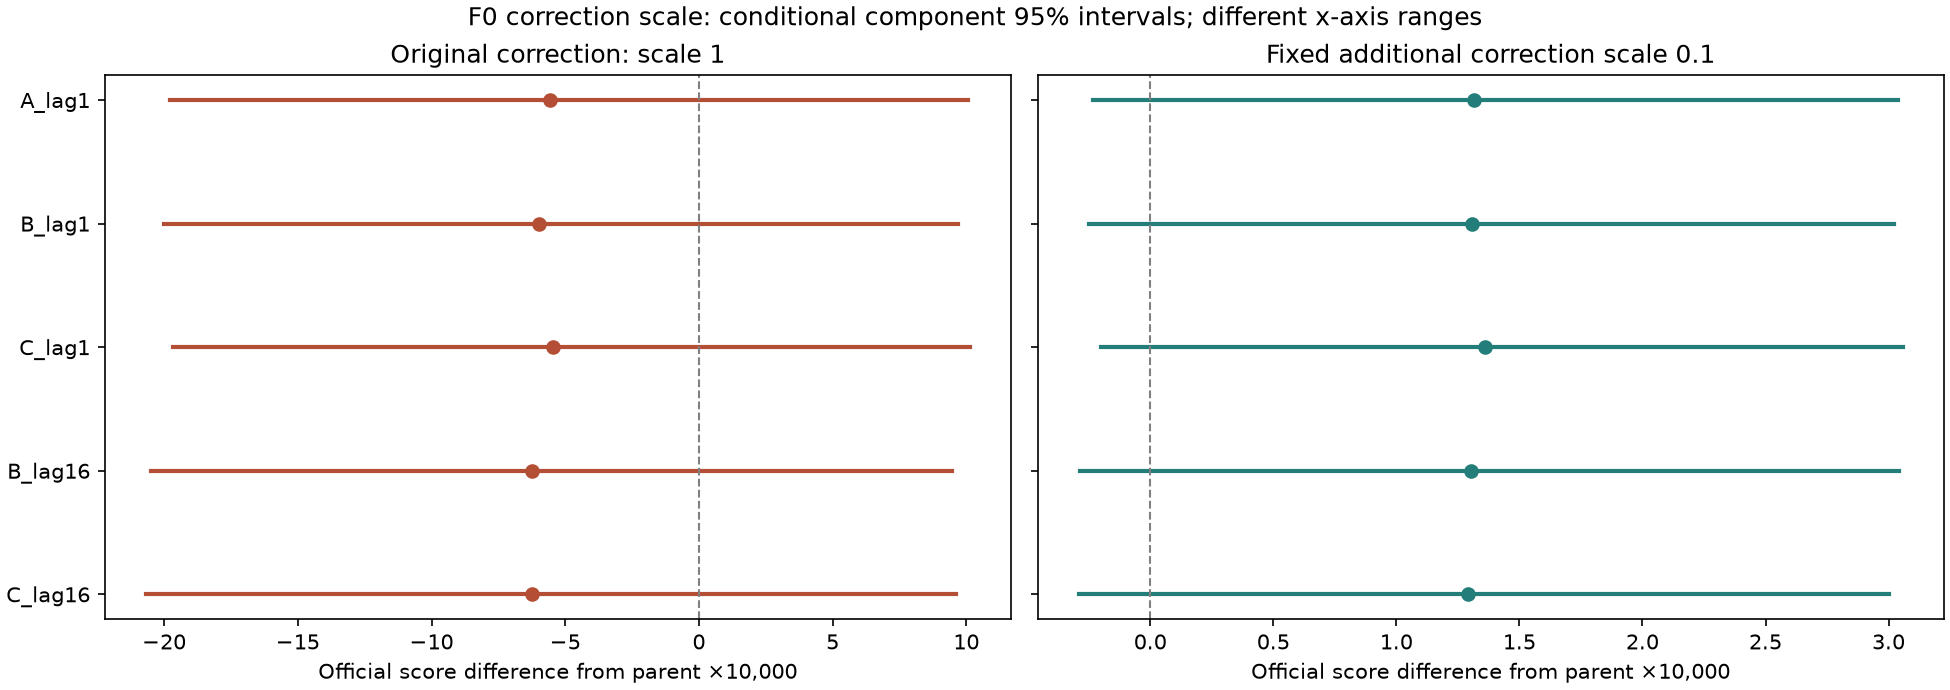 F0 correction scale: conditional component 95% intervals; different x-axis ranges
Original correction: scale 1
A_lag1
B_lag1
C_lag1
B_lag16
C_lag16
−20 −15 −10 −5 0 5 10
Official score difference from parent ×10,000
Fixed additional correction scale 0.1
0.0 0.5 1.0 1.5 2.0 2.5 3.0
Official score difference from parent ×10,000